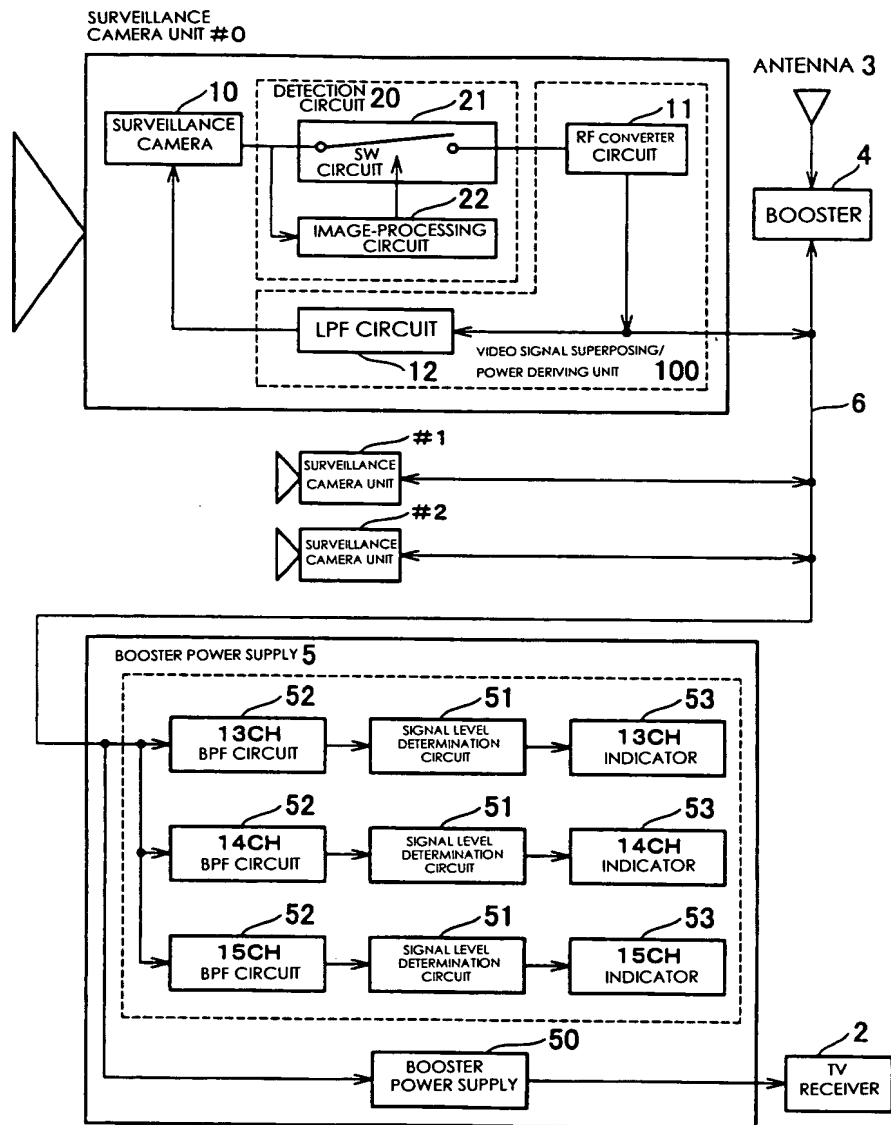 SURVEILLANCE
CAMERA UNIT #0
ANTENNA 3
10
DETECTION
CIRCUIT 20
21
11
SURVEILLANCE
CAMERA
SW
CIRCUIT
RF CONVERTER
CIRCUIT
4
BOOSTER
22
IMAGE-PROCESSING
CIRCUIT
LPF CIRCUIT
12
VIDEO SIGNAL SUPERPOSING/
POWER DERIVING UNIT 100
6
#1
SURVEILLANCE
CAMERA UNIT
#2
SURVEILLANCE
CAMERA UNIT
BOOSTER POWER SUPPLY 5
52
51
53
13CH
BPF CIRCUIT
SIGNAL LEVEL
DETERMINATION
CIRCUIT
13CH
INDICATOR
52
51
53
14CH
BPF CIRCUIT
SIGNAL LEVEL
DETERMINATION
CIRCUIT
14CH
INDICATOR
52
51
53
15CH
BPF CIRCUIT
SIGNAL LEVEL
DETERMINATION
CIRCUIT
15CH
INDICATOR
50
BOOSTER
POWER SUPPLY
2
TV
RECEIVER